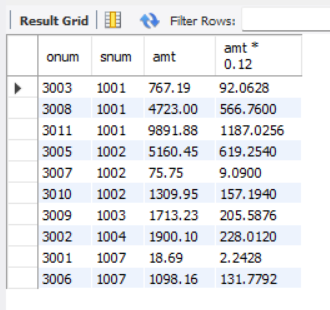 Result Grid Filter Rows:
onum snum amt amt *
0.12
3003 1001 767.19 92.0628
3008 1001 4723.00 566.7600
3011 1001 9891.88 1187.0256
3005 1002 5160.45 619.2540
3007 1002 75.75 9.0900
3010 1002 1309.95 157.1940
3009 1003 1713.23 205.5876
3002 1004 1900.10 228.0120
3001 1007 18.69 2.2428
3006 1007 1098.16 131.7792